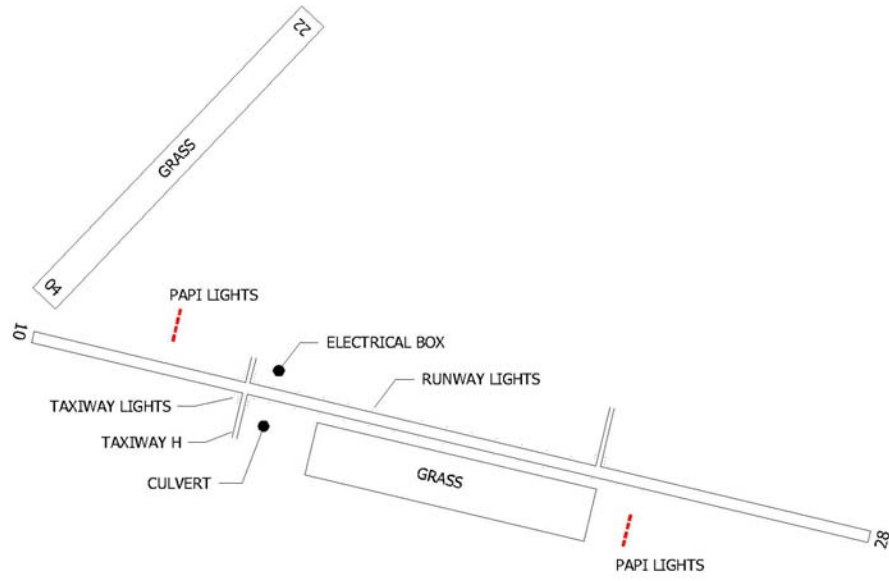 22
GRASS
04
PAPI LIGHTS
10
ELECTRICAL BOX
RUNWAY LIGHTS
TAXIWAY LIGHTS
TAXIWAY H
CULVERT
GRASS
28
PAPI LIGHTS